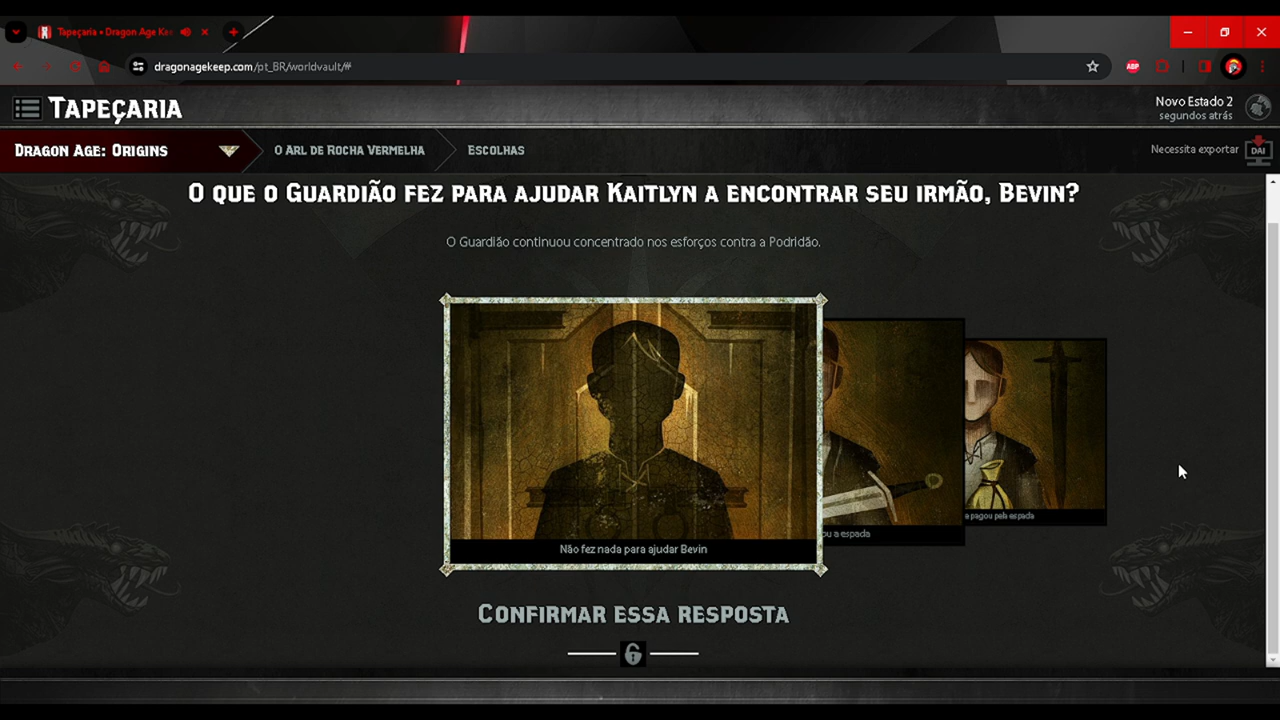 Tapeçaria • Dragon Age Kee
dragonagekeep.com/pt_BR/worldvault/#
ABP
TAPEÇARIA
Novo Estado 2
segundos atrás
DRAGON AGE: ORIGINS
O ARL DE ROCHA VERMELHA
ESCOLHAS
Necessita exportar
DAI
O QUE O GUARDIÃO FEZ PARA AJUDAR KAITLYN A ENCONTRAR SEU IRMÃO, BEVIN?
O Guardião continuou concentrado nos esforços contra a Podridão.
e pagou pela espada
ou a espada
Não fez nada para ajudar Bevin
CONFIRMAR ESSA RESPOSTA